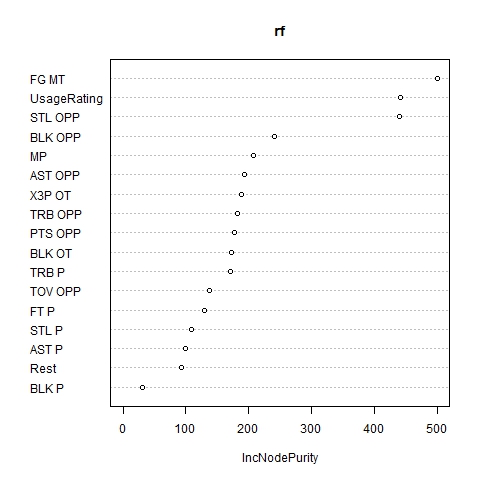 rf
FG MT
UsageRating
STL OPP
BLK OPP
MP
AST OPP
X3P OT
TRB OPP
PTS OPP
BLK OT
TRB P
TOV OPP
FT P
STL P
AST P
Rest
BLK P
0 100 200 300 400 500
IncNodePurity